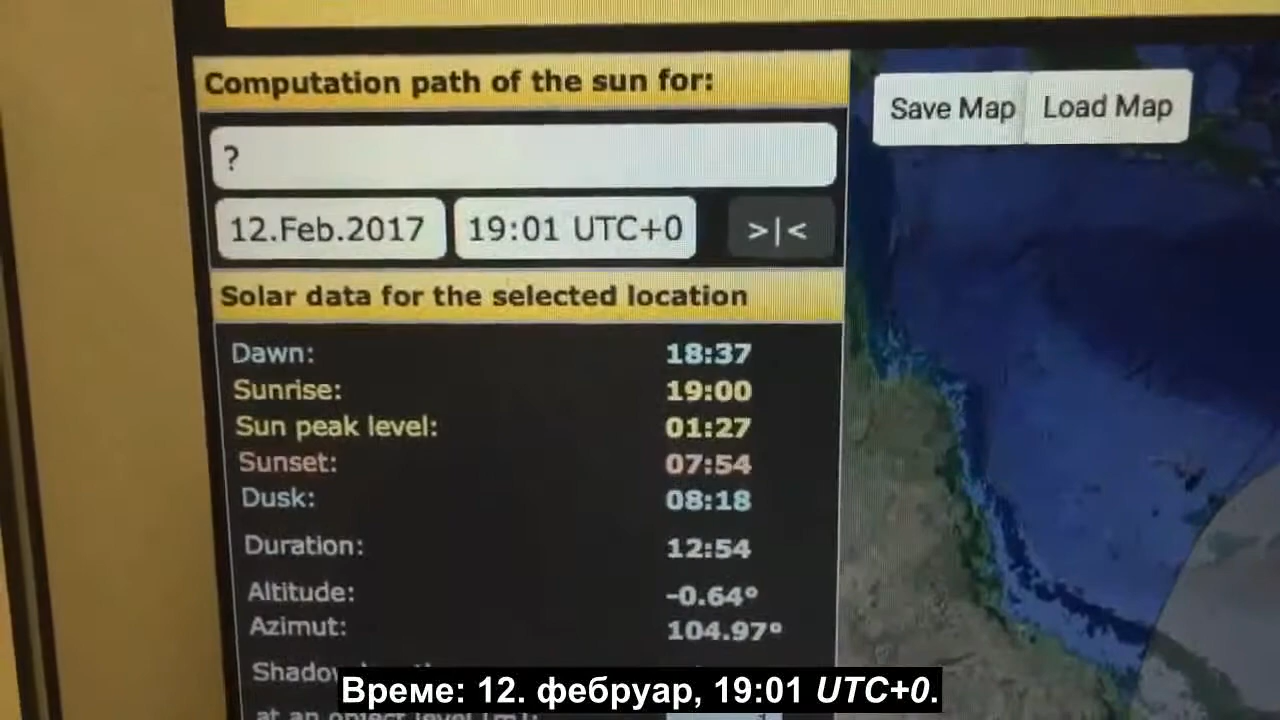 Computation path of the sun for:
Save Map Load Map
?
12.Feb.2017 19:01 UTC+0 >|<
Solar data for the selected location
Dawn: 18:37
Sunrise: 19:00
Sun peak level: 01:27
Sunset: 07:54
Dusk: 08:18
Duration: 12:54
Altitude: -0.64°
Azimut: 104.97°
Време: 12. фебруар, 19:01 UTC+0.